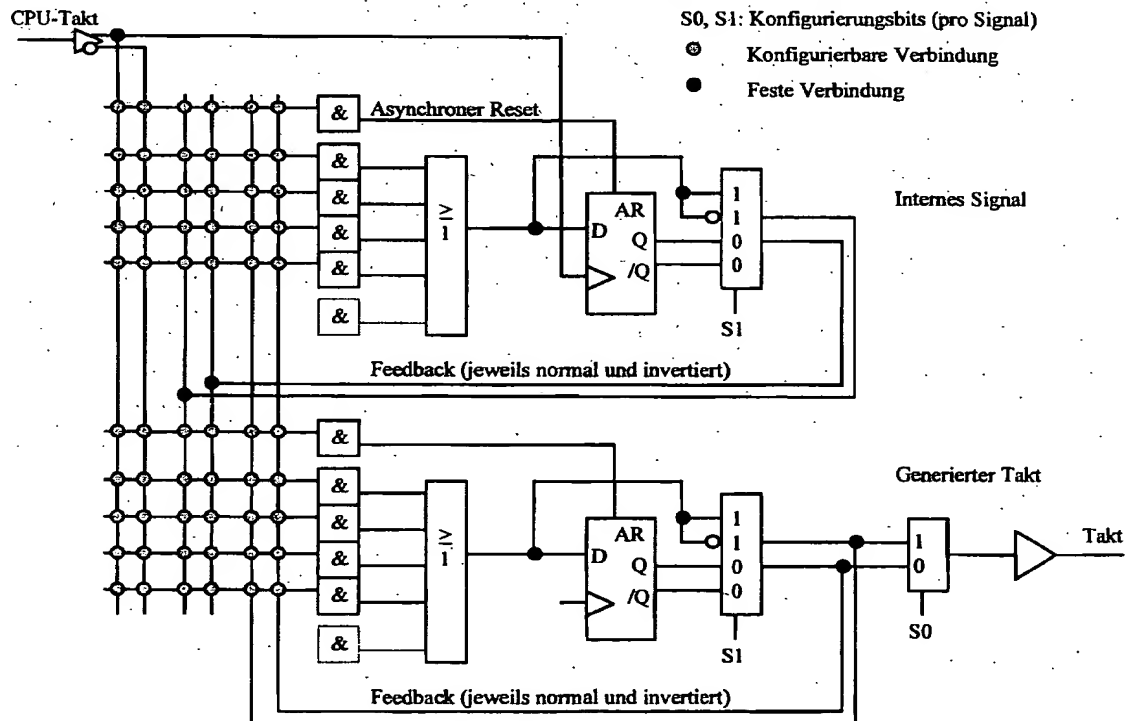 CPU-Takt
S0, S1: Konfigurierungsbits (pro Signal)
Konfigurierbare Verbindung
Feste Verbindung
&
Asynchroner Reset
&
&
&
&
&
≥
1
AR
D
Q
/Q
1
1
0
0
S1
Internes Signal
Feedback (jeweils normal und invertiert)
&
&
&
&
&
&
≥
1
AR
D
Q
/Q
1
1
0
0
S1
Generierter Takt
1
0
S0
Takt
Feedback (jeweils normal und invertiert)